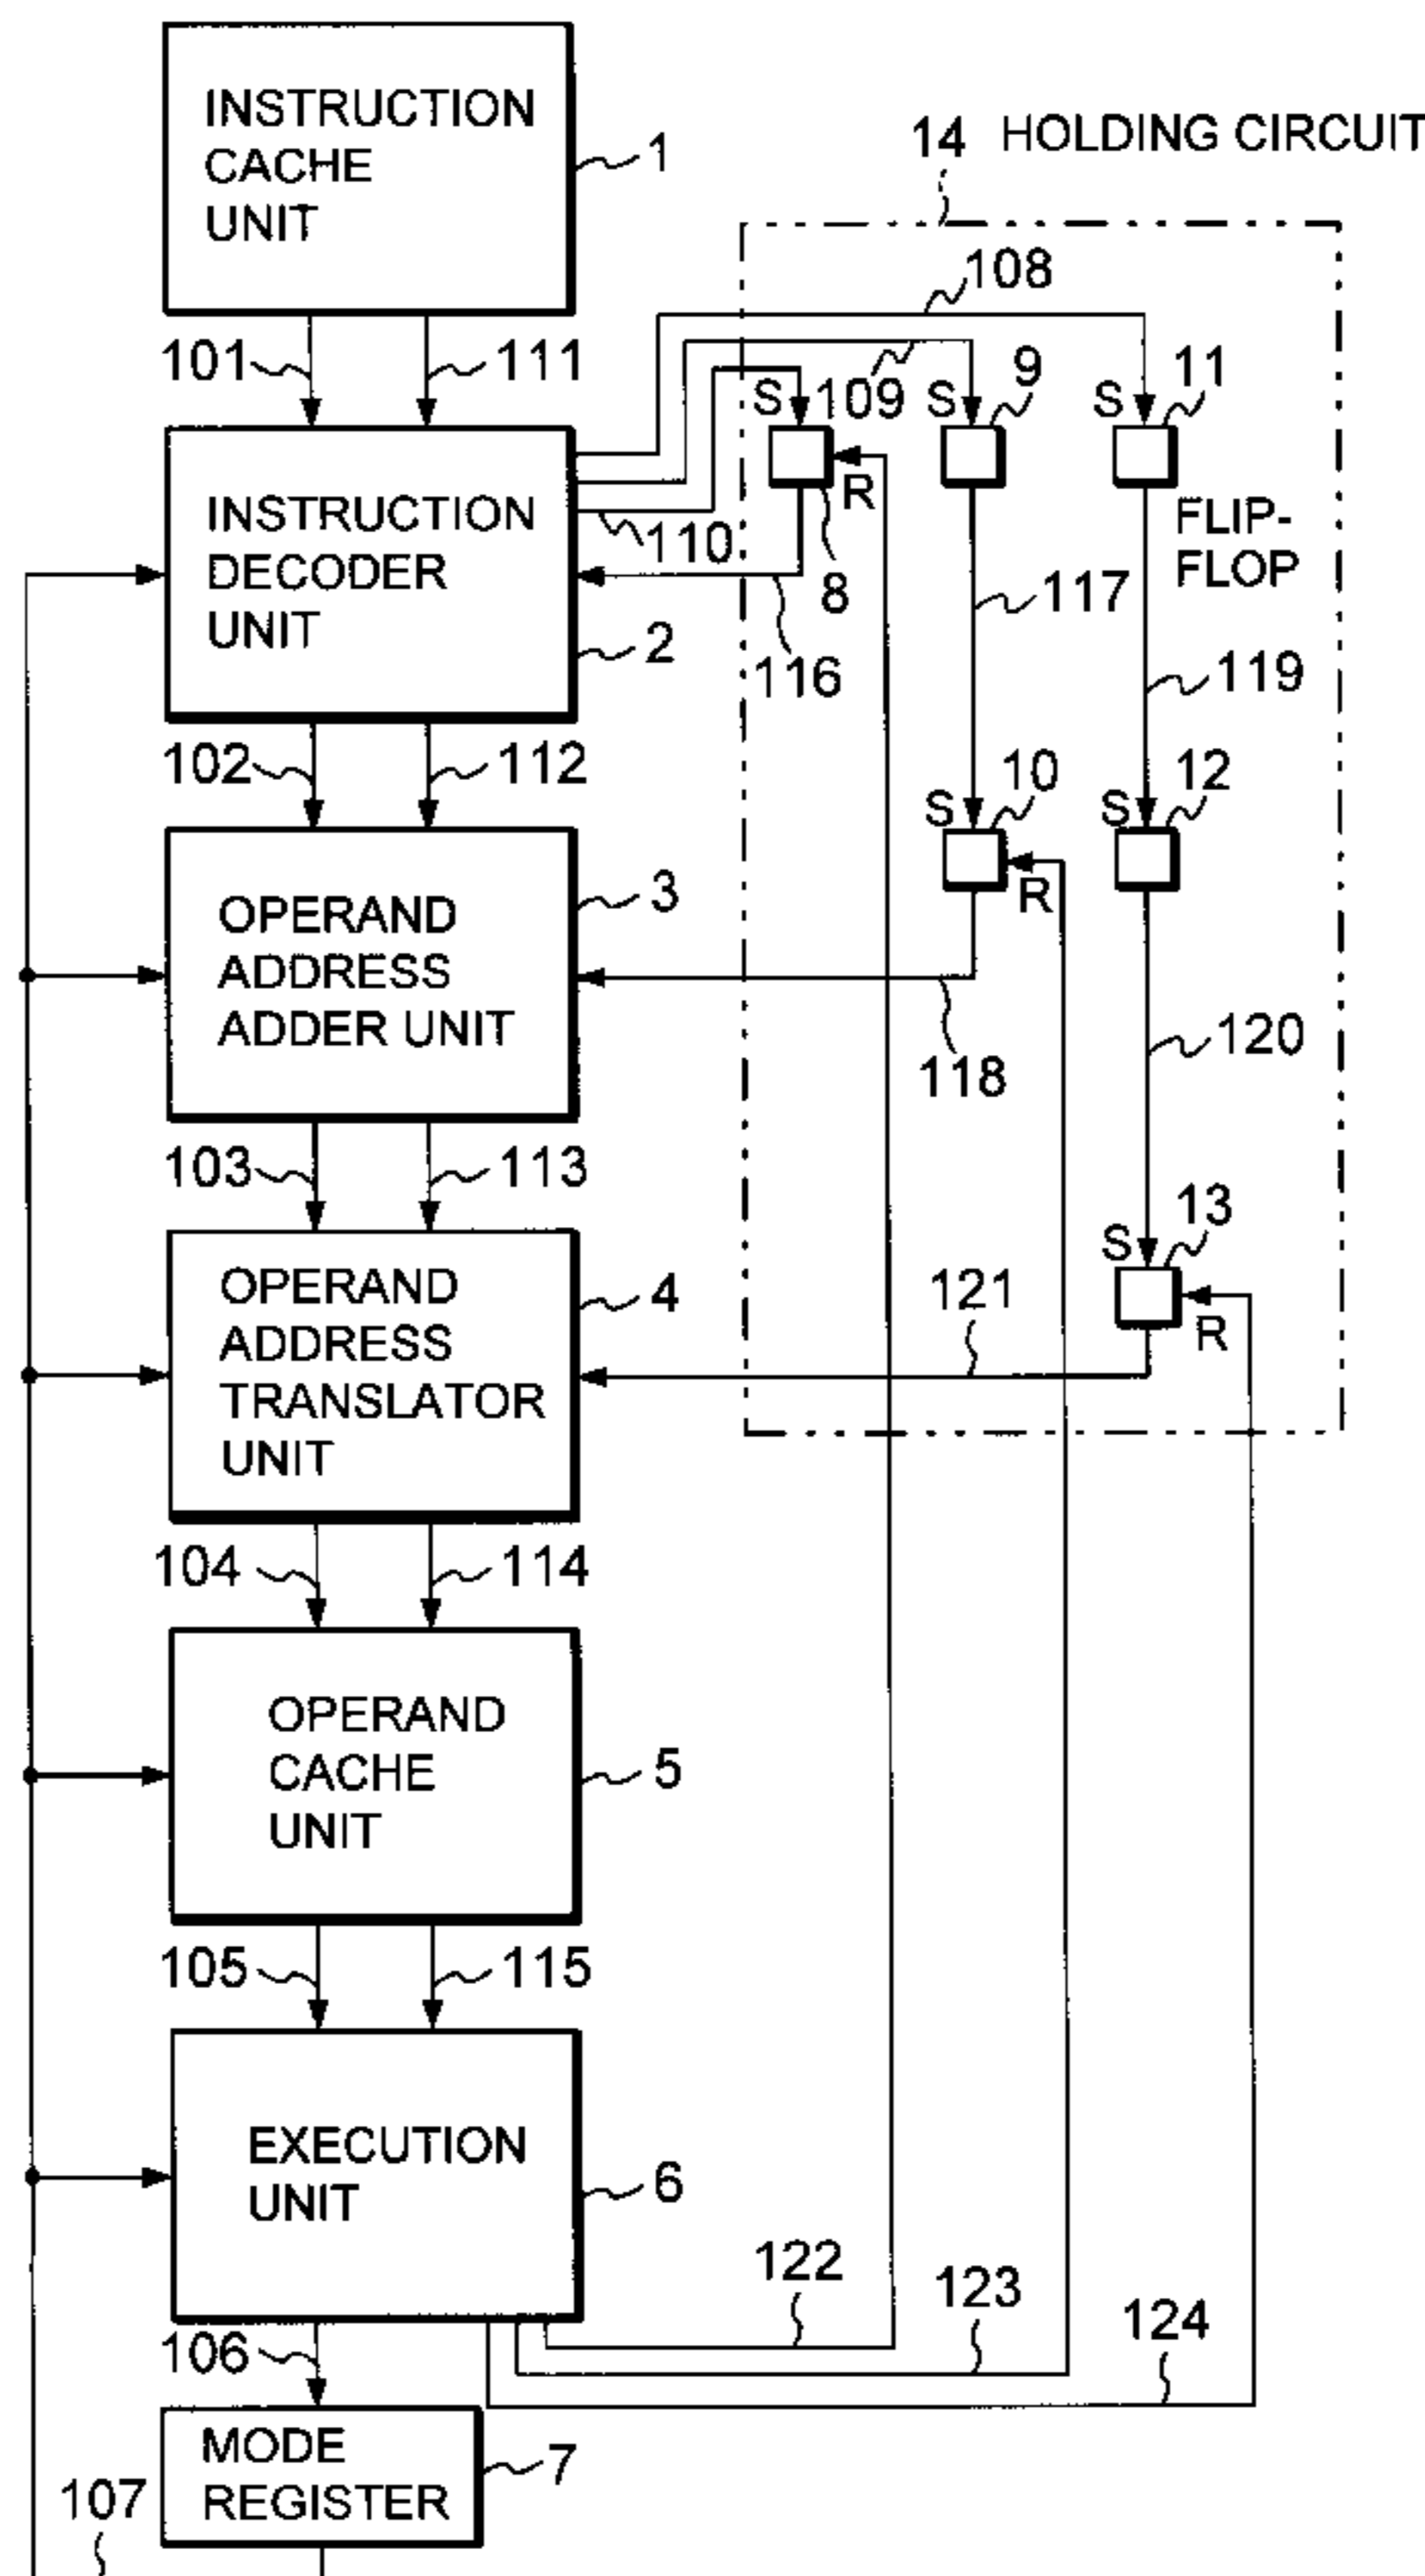 INSTRUCTION
CACHE
UNIT
1
14 HOLDING CIRCUIT
108
101
111
S
109
S
9
S
11
R
8
110
116
INSTRUCTION
DECODER
UNIT
2
FLIP-
FLOP
117
119
102
112
S
10
R
S
12
OPERAND
ADDRESS
ADDER UNIT
3
118
120
103
113
S
13
R
OPERAND
ADDRESS
TRANSLATOR
UNIT
4
121
104
114
OPERAND
CACHE
UNIT
5
105
115
EXECUTION
UNIT
6
122
123
124
106
MODE
REGISTER
7
107